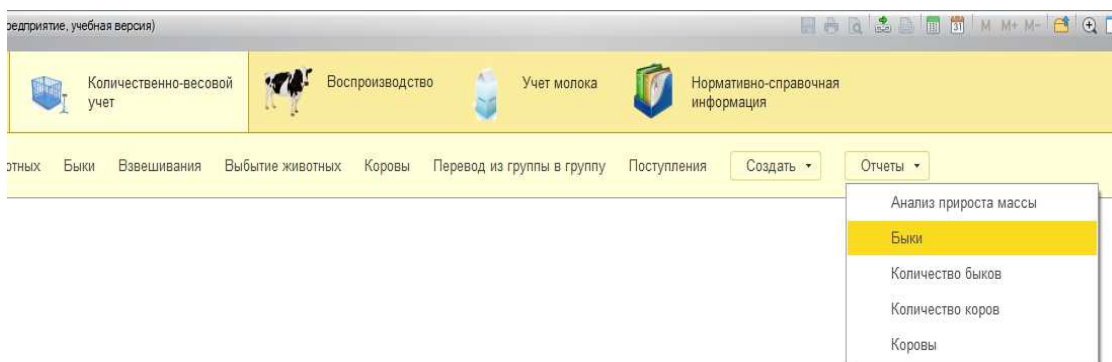 редприятие, учебная версия)
31 M M+ M-
Количественно-весовой
учет
Воспроизводство
Учет молока
Нормативно-справочная
информация
отных Быки Взвешивания Выбытие животных Коровы Перевод из группы в группу Поступления Создать Отчеты
Анализ прироста массы
Быки
Количество быков
Количество коров
Коровы